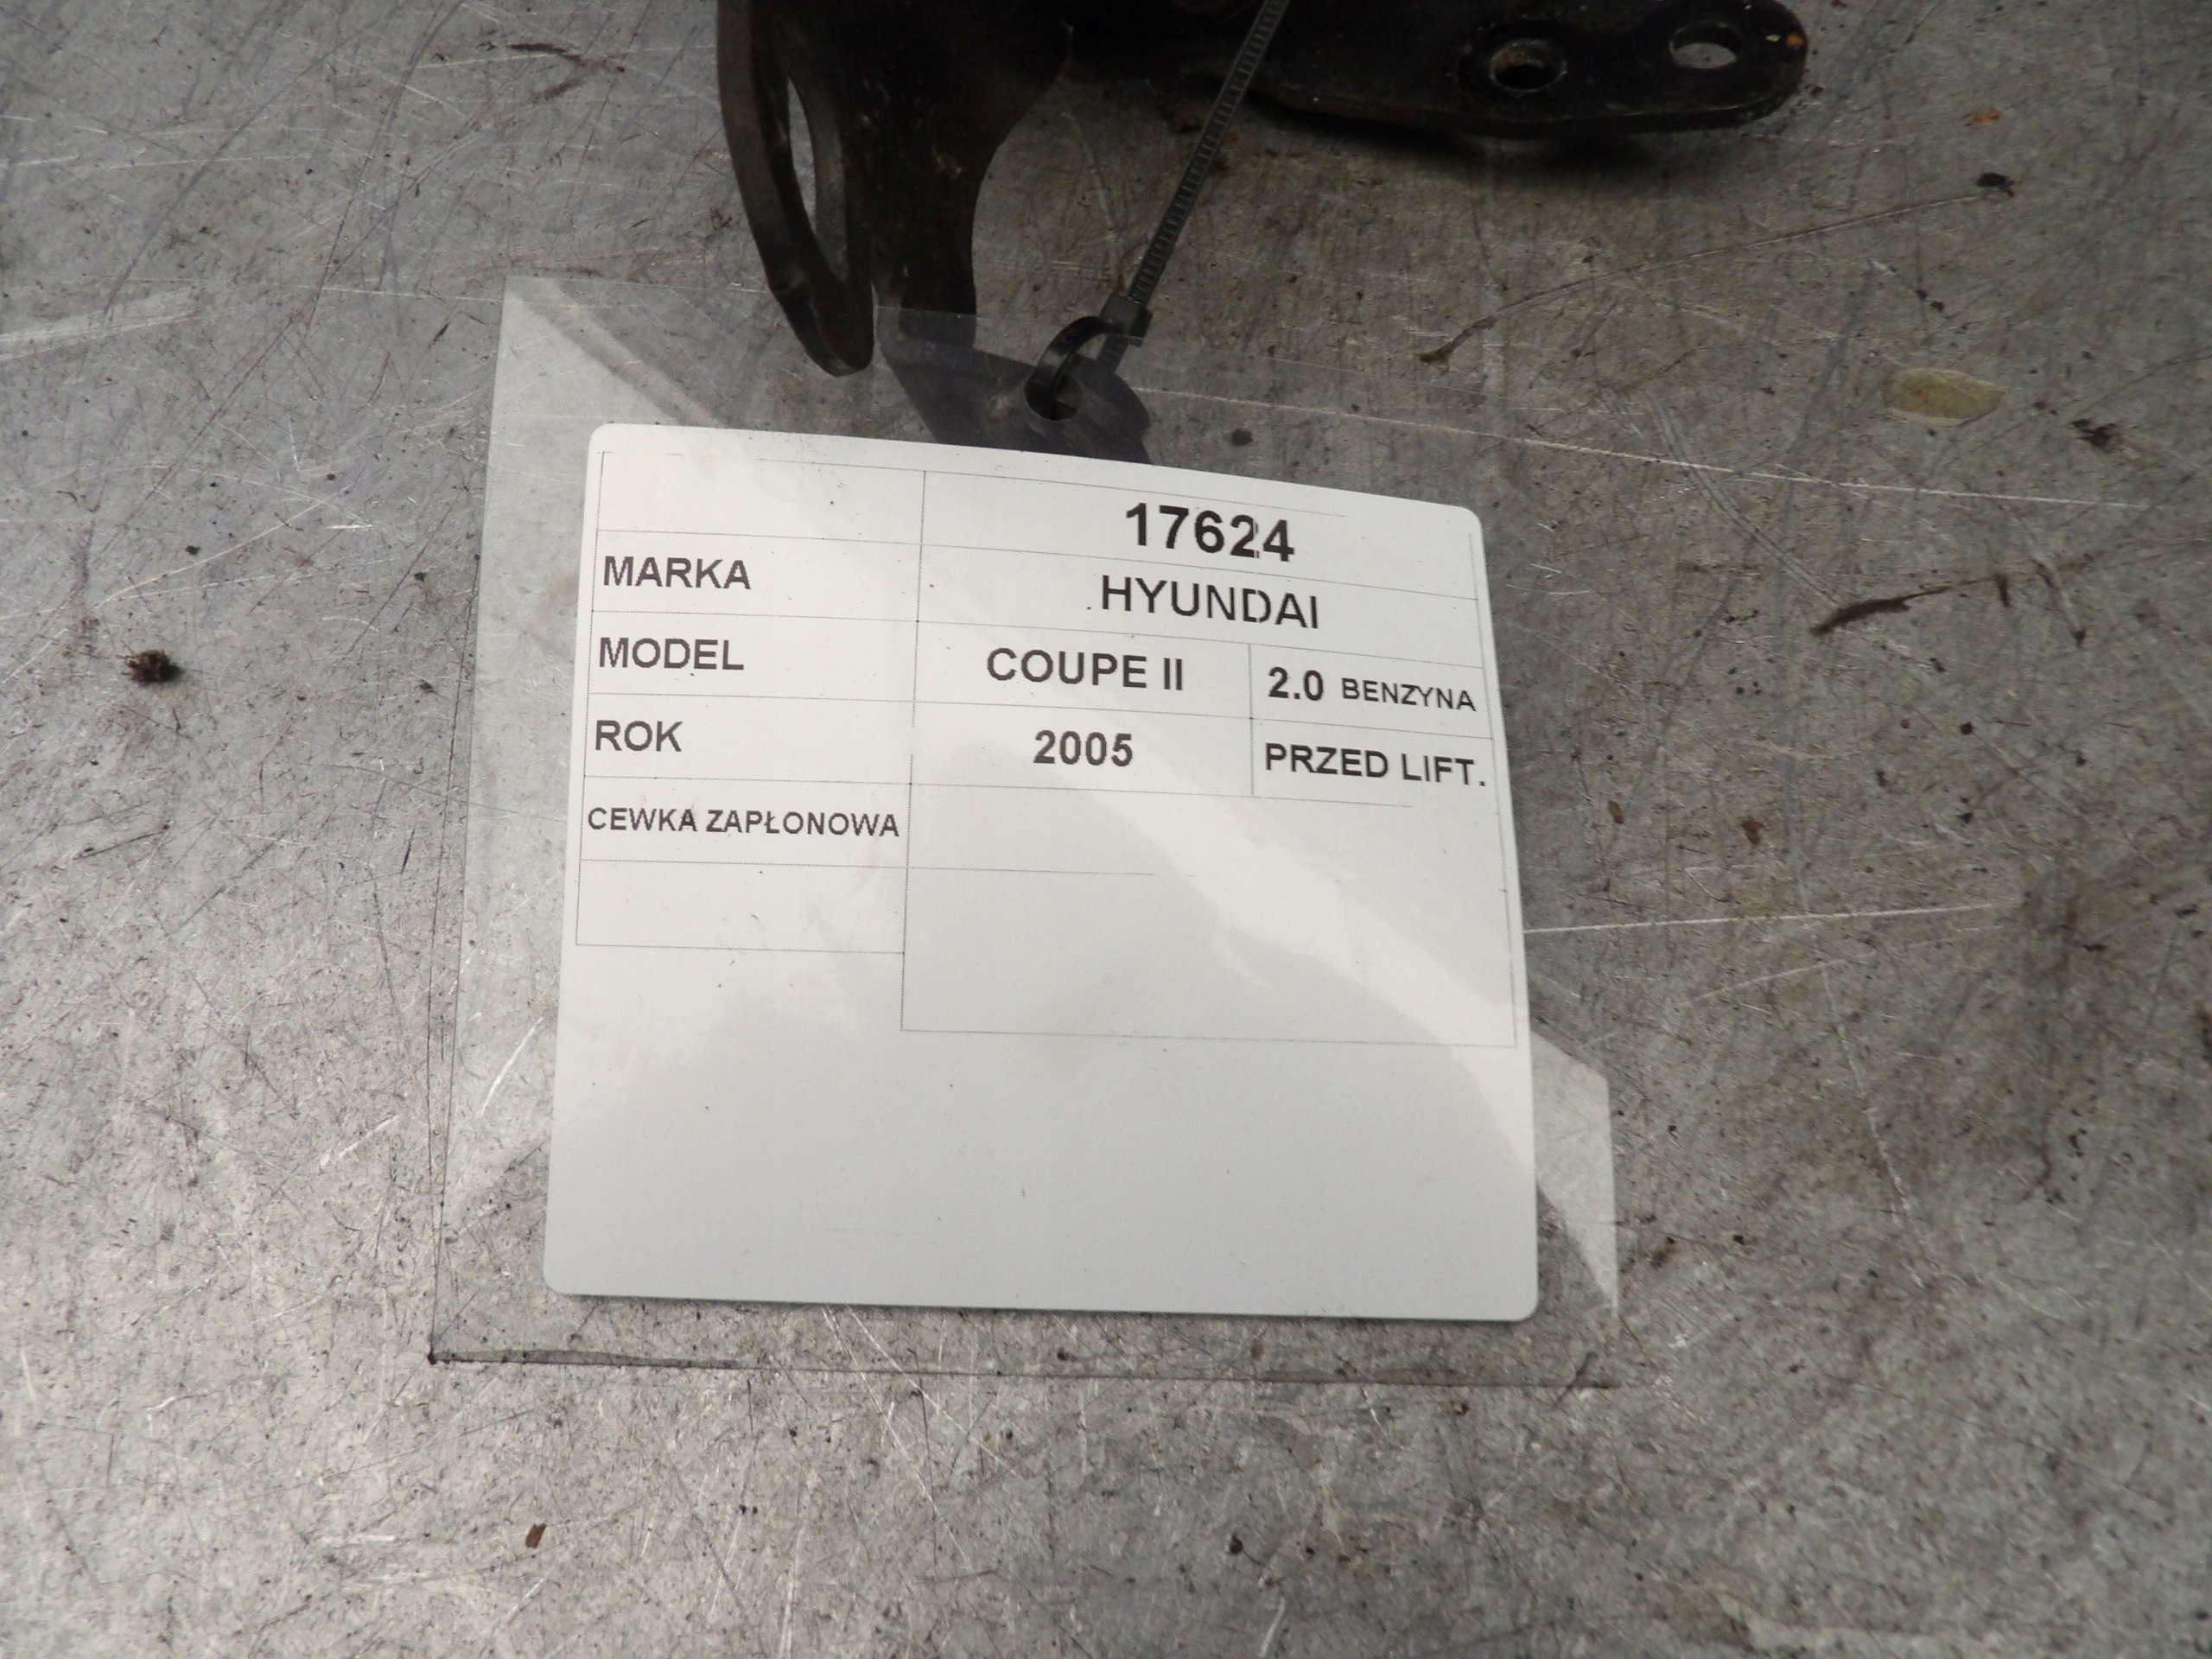 17624
MARKA HYUNDAI
MODEL COUPE II 2.0 BENZYNA
ROK 2005 PRZED LIFT.
CEWKA ZAPŁONOWA